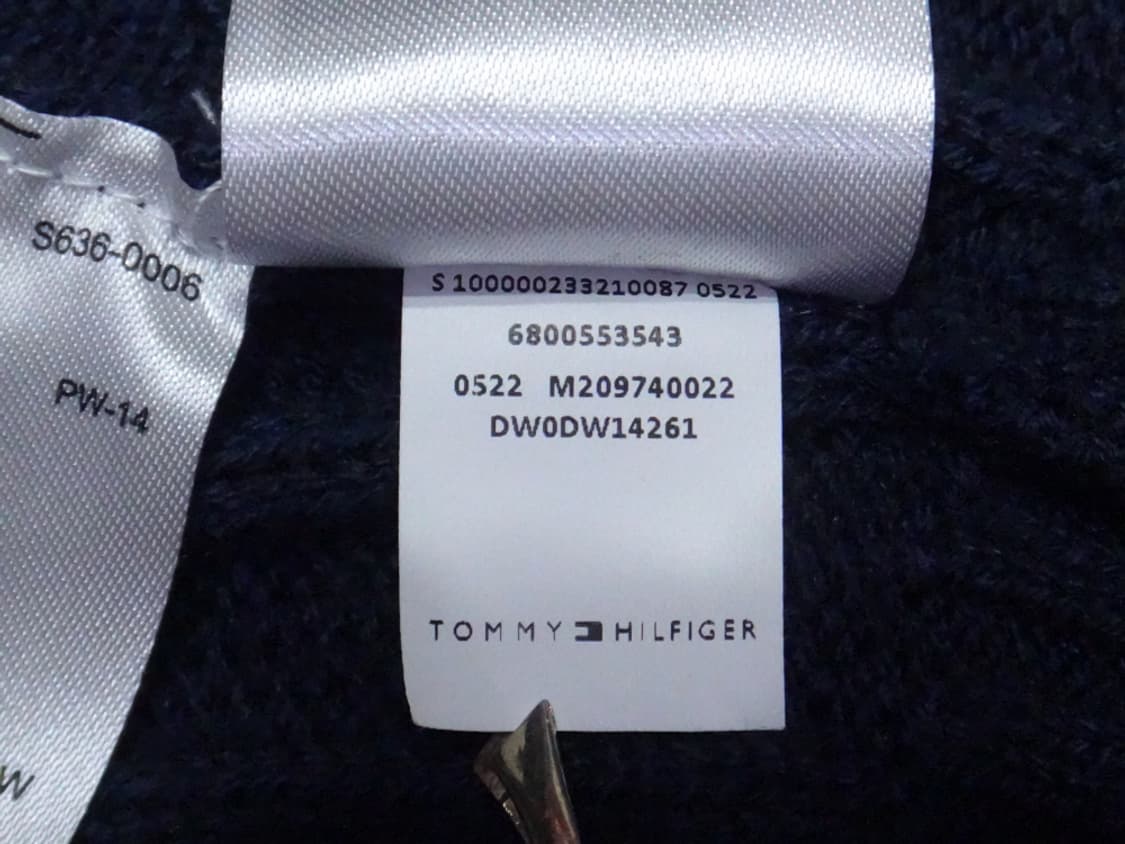 S636-0006
PW-14
W
S 100000233210087 0522
6800553543
0522 M209740022
DW0DW14261
TOMMY HILFIGER